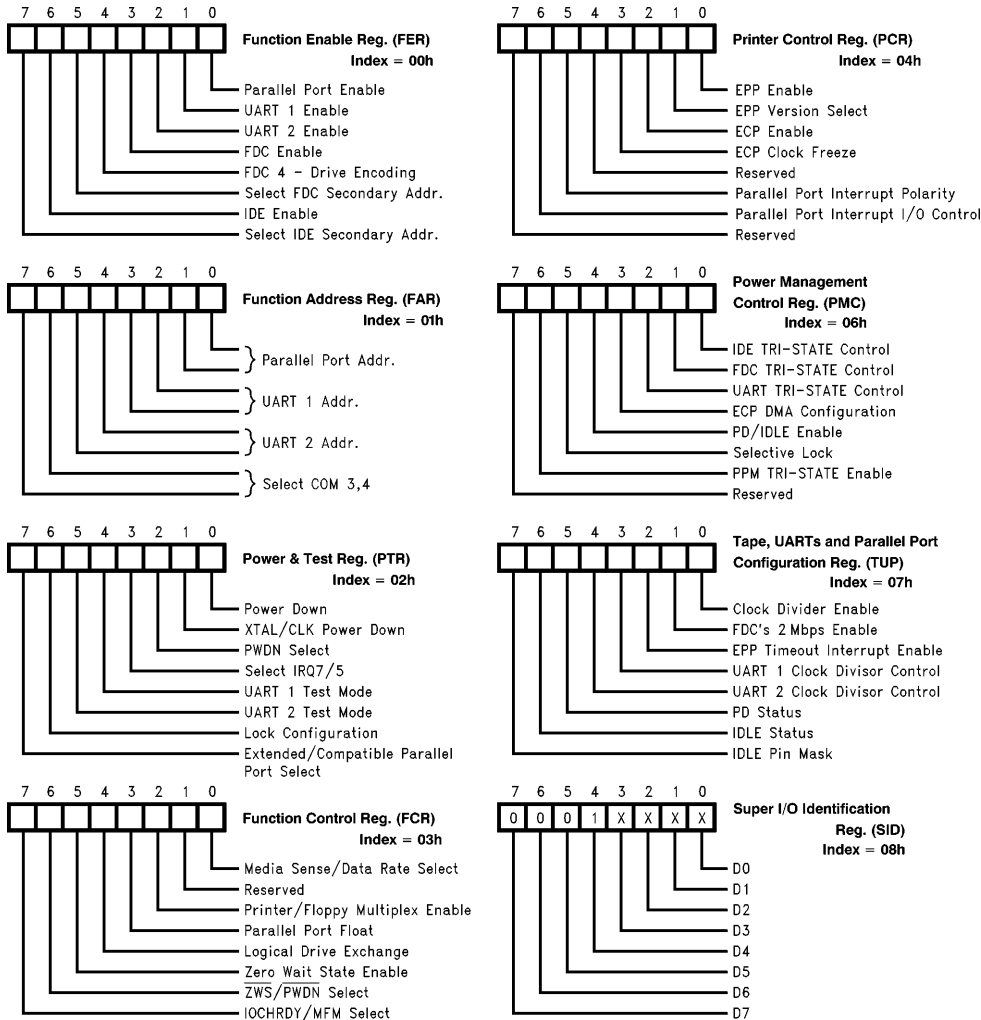 7 6 5 4 3 2 1 0
Function Enable Reg. (FER)
Index = 00h
Parallel Port Enable
UART 1 Enable
UART 2 Enable
FDC Enable
FDC 4 - Drive Encoding
Select FDC Secondary Addr.
IDE Enable
Select IDE Secondary Addr.
7 6 5 4 3 2 1 0
Function Address Reg. (FAR)
Index = 01h
Parallel Port Addr.
UART 1 Addr.
UART 2 Addr.
Select COM 3,4
7 6 5 4 3 2 1 0
Power & Test Reg. (PTR)
Index = 02h
Power Down
XTAL/CLK Power Down
PWDN Select
Select IRQ7/5
UART 1 Test Mode
UART 2 Test Mode
Lock Configuration
Extended/Compatible Parallel
Port Select
7 6 5 4 3 2 1 0
Function Control Reg. (FCR)
Index = 03h
Media Sense/Data Rate Select
Reserved
Printer/Floppy Multiplex Enable
Parallel Port Float
Logical Drive Exchange
Zero Wait State Enable
ZWS/PWDN Select
IOCHRDY/MFM Select
7 6 5 4 3 2 1 0
Printer Control Reg. (PCR)
Index = 04h
EPP Enable
EPP Version Select
ECP Enable
ECP Clock Freeze
Reserved
Parallel Port Interrupt Polarity
Parallel Port Interrupt I/O Control
Reserved
7 6 5 4 3 2 1 0
Power Management
Control Reg. (PMC)
Index = 06h
IDE TRI-STATE Control
FDC TRI-STATE Control
UART TRI-STATE Control
ECP DMA Configuration
PD/IDLE Enable
Selective Lock
PPM TRI-STATE Enable
Reserved
7 6 5 4 3 2 1 0
Tape, UARTs and Parallel Port
Configuration Reg. (TUP)
Index = 07h
Clock Divider Enable
FDC's 2 Mbps Enable
EPP Timeout Interrupt Enable
UART 1 Clock Divisor Control
UART 2 Clock Divisor Control
PD Status
IDLE Status
IDLE Pin Mask
7 6 5 4 3 2 1 0
0 0 0 1 X X X X
Super I/O Identification
Reg. (SID)
Index = 08h
D0
D1
D2
D3
D4
D5
D6
D7